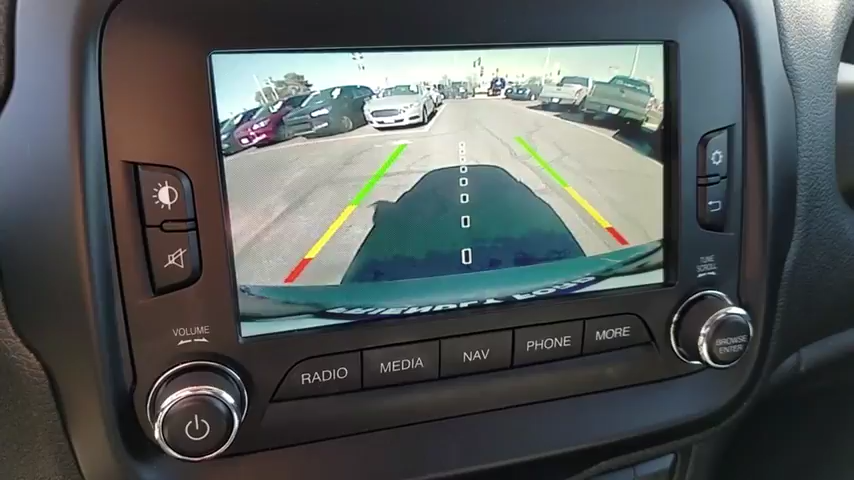 TUNE
SCROLL
VOLUME
RADIO
MEDIA
NAV
PHONE
MORE
BROWSE
ENTER